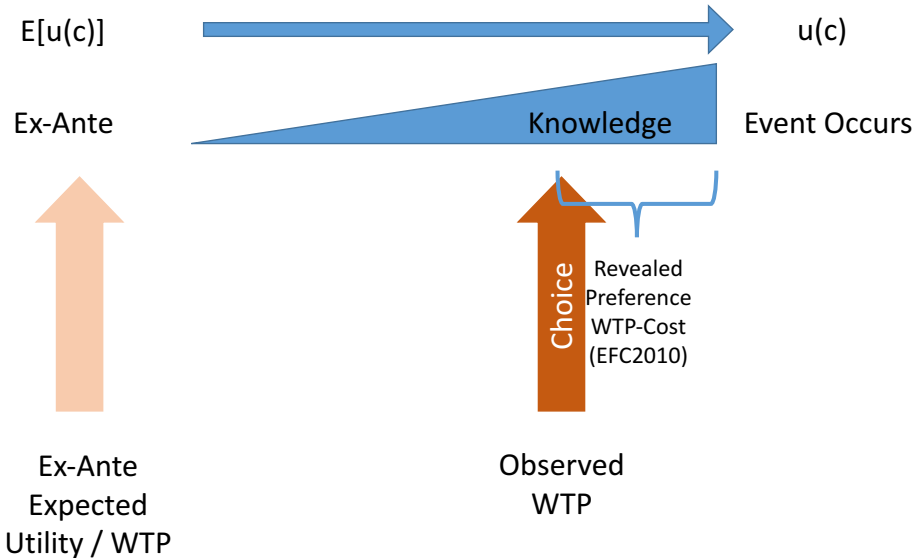 E[u(c)]
u(c)
Ex-Ante
Knowledge
Event Occurs
Choice
Revealed
Preference
WTP-Cost
(EFC2010)
Ex-Ante
Expected
Utility / WTP
Observed
WTP